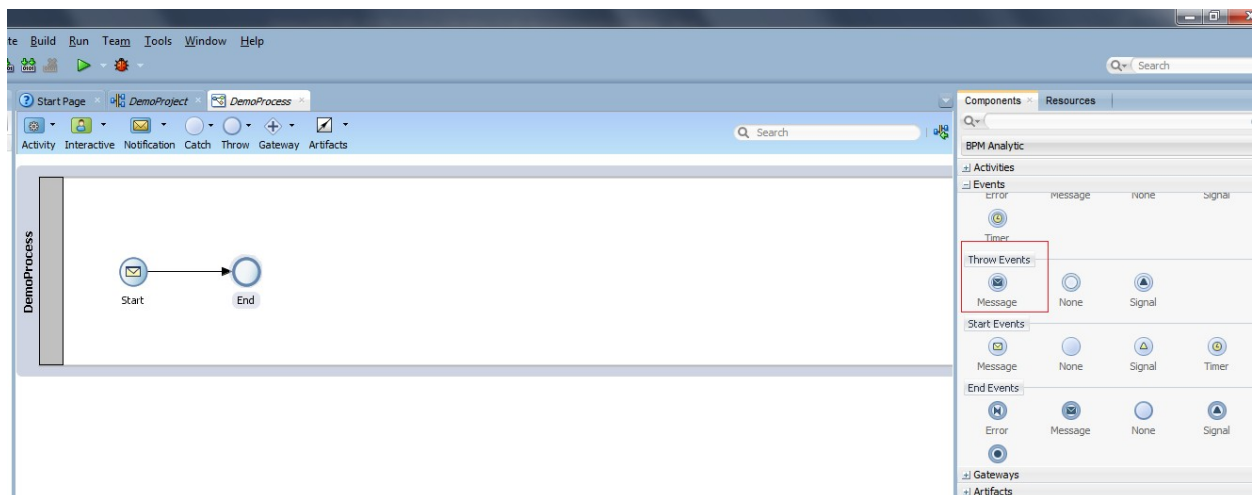 te Build Run Team Tools Window Help
Search
Start Page DemoProject DemoProcess
Components Resources
Activity Interactive Notification Catch Throw Gateway Artifacts
Search
BPM Analytic
Activities
Events
Error Message None Signal
Timer
Throw Events
Message None Signal
Start Events
Message None Signal Timer
End Events
Error Message None Signal
Gateways
Artifacts
DemoProcess
Start End